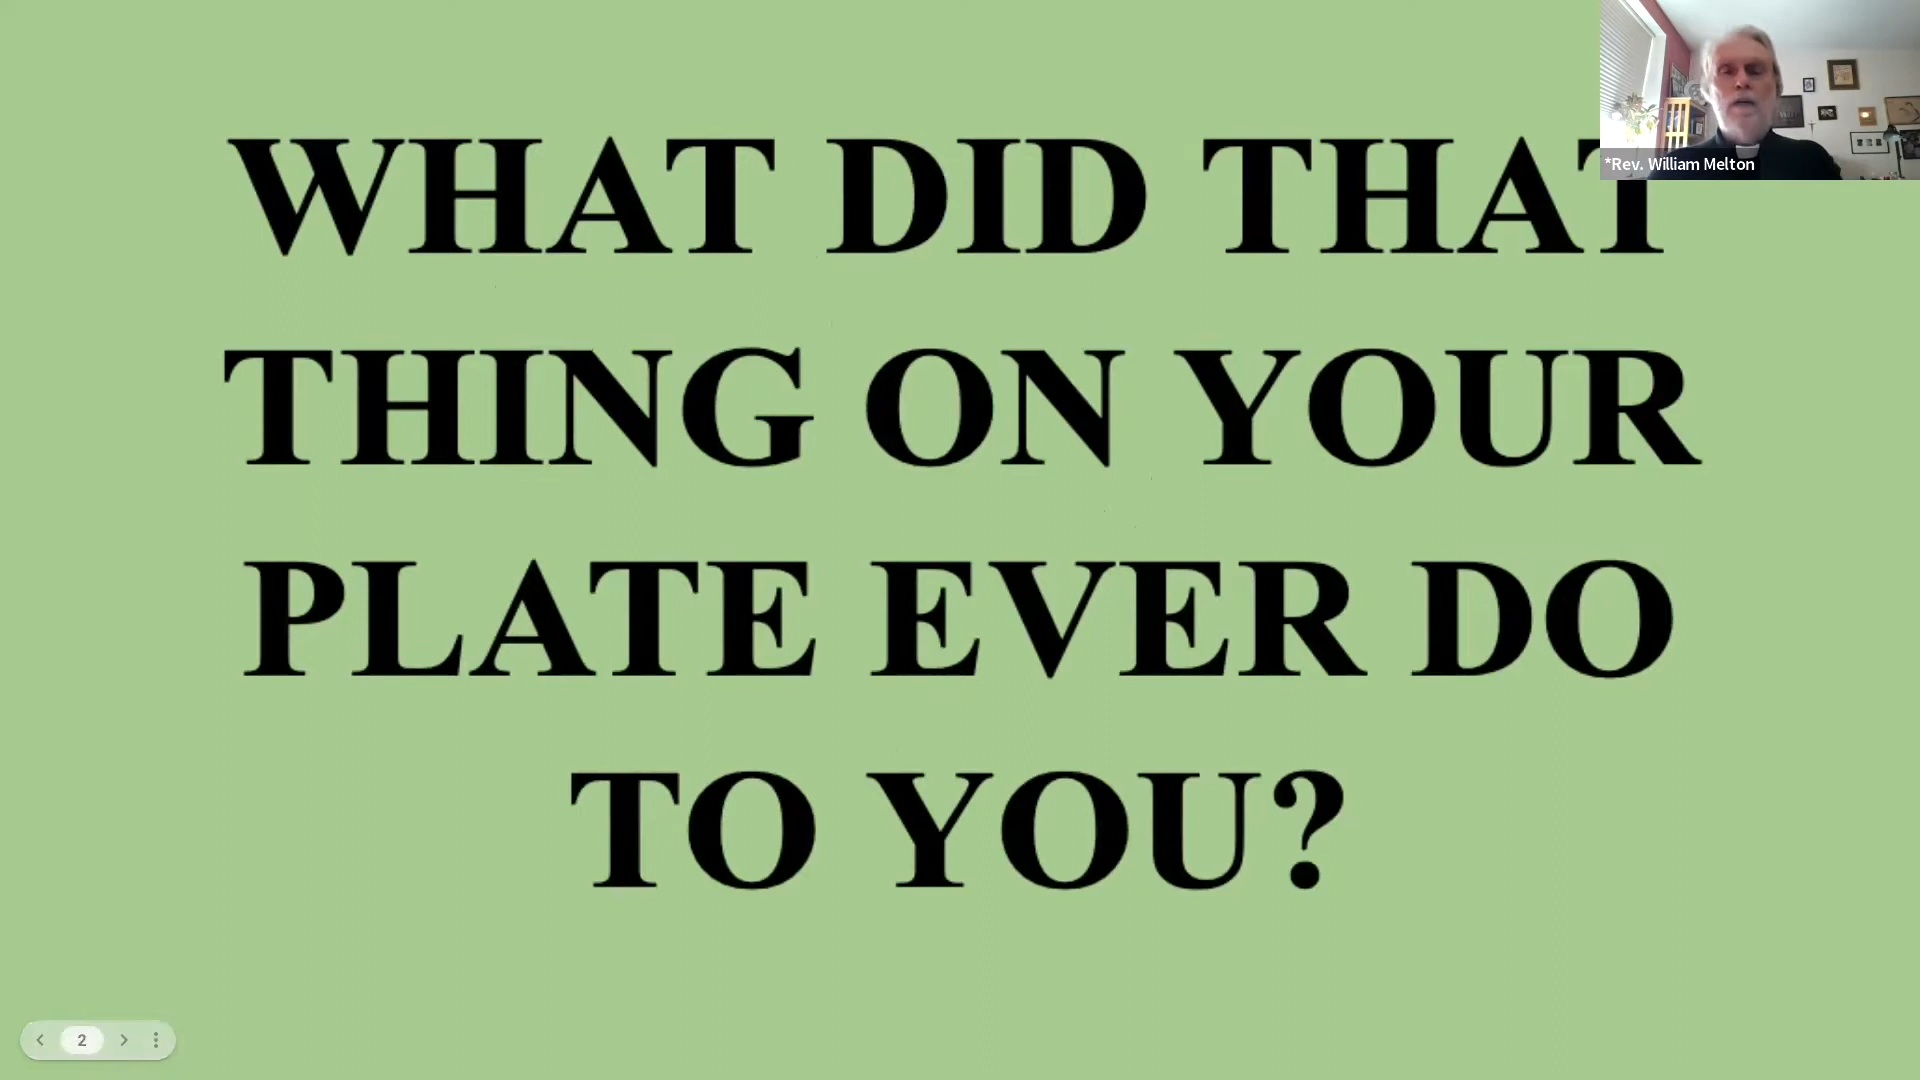 WHAT DID THAT
THING ON YOUR
PLATE EVER DO
TO YOU?
*Rev. William Melton
2